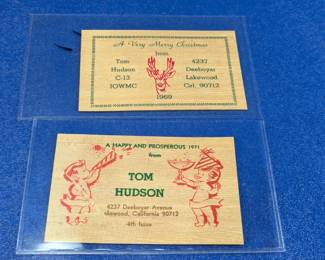 A Very Merry Christmas
from
Tom 4237
Hudson Deeboyar
C-13 Lakewood
IOWMC Cal. 90712
1969
A HAPPY AND PROSPEROUS 1971
from
TOM
HUDSON
4237 Deeboyar Avenue
kewood, California 90712
4th Issue